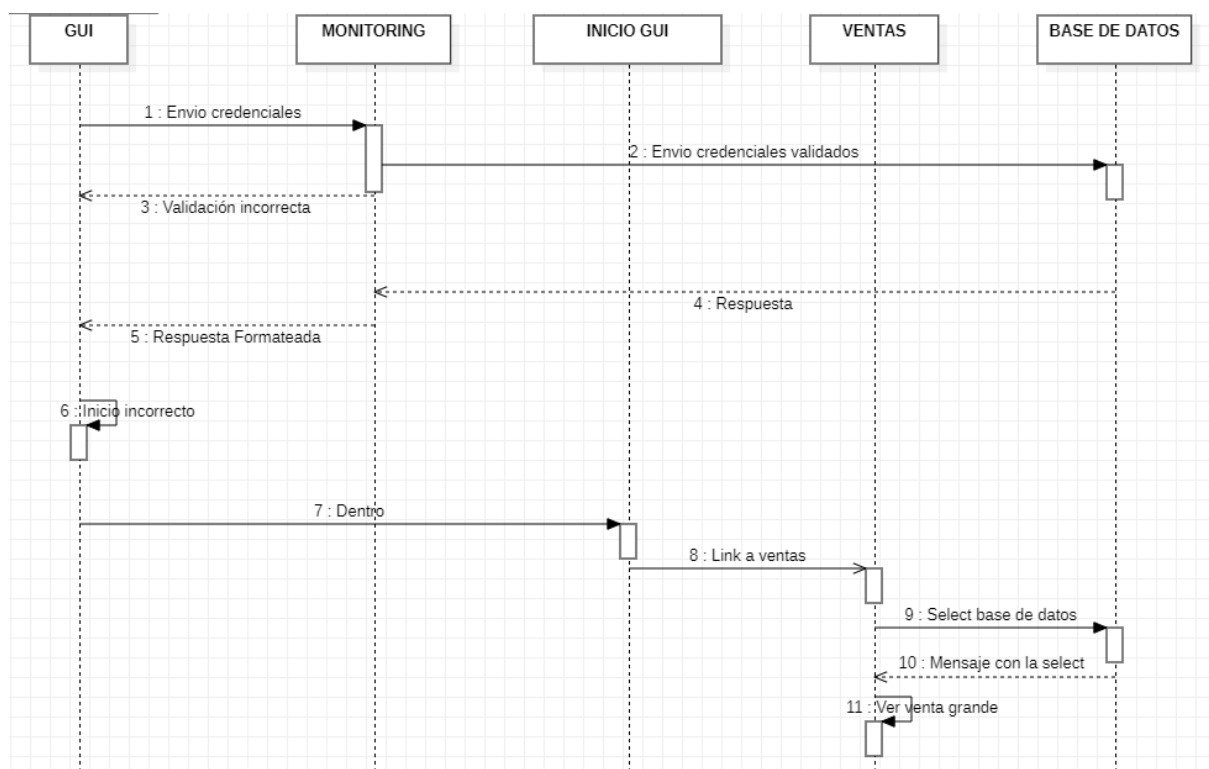 GUI
MONITORING
INICIO GUI
VENTAS
BASE DE DATOS
1 : Envio credenciales
2 : Envio credenciales validados
3 : Validación incorrecta
4 : Respuesta
5 : Respuesta Formateada
6 : Inicio incorrecto
7 : Dentro
8 : Link a ventas
9 : Select base de datos
10 : Mensaje con la select
11 : Ver venta grande